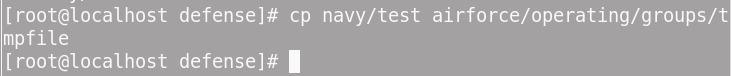 [root@localhost defense]# cp navy/test airforce/operating/groups/t
mpfile
[root@localhost defense]#